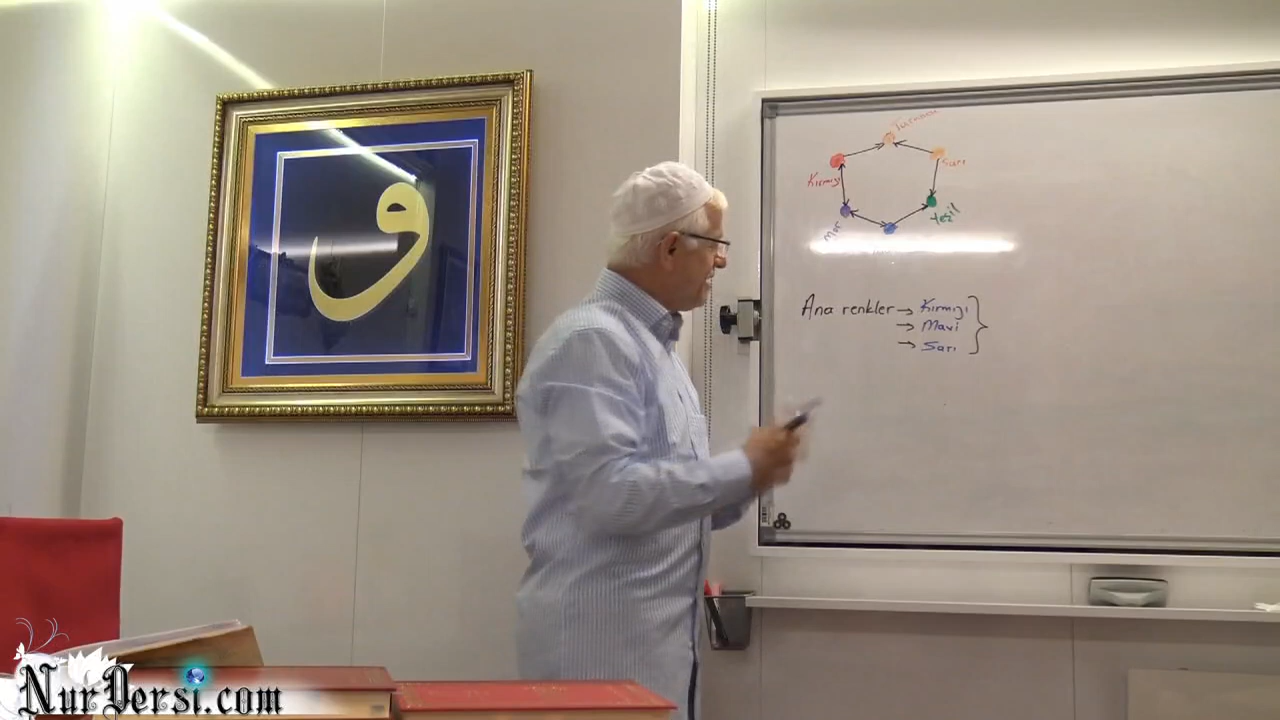 Turuncu
Kırmızı
Sarı
Mor
Yeşil
Ana renkler → Kırmızı
→ Mavi
→ Sarı
و
NurDersi.com